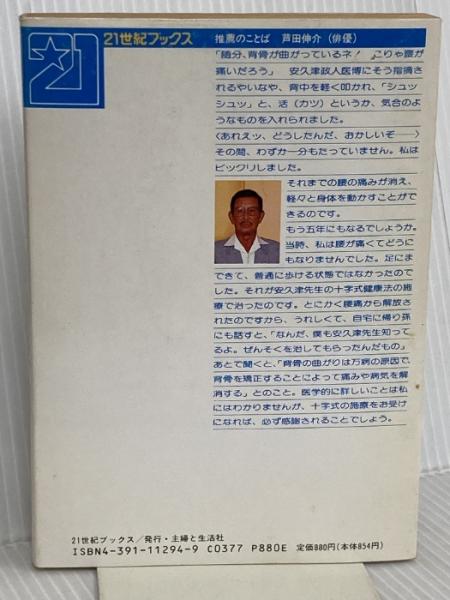 21
21世紀ブックス
推薦のことば 芦田伸介（俳優）
「随分、背骨が曲がっているネ！ こりゃ腰が
痛いだろう」 安久津政人医博にそう指摘さ
れるやいなや、背中を軽く叩かれ、「シュッ
シュッ」と、活（カツ）というか、気合のよ
うなものを入れられました。
〈あれえッ、どうしたんだ、おかしいぞ——〉
その間、わずか一分もたっていません。私は
ビックリしました。
それまでの腰の痛みが消え、
軽々と身体を動かすことがで
きるのです。
もう五年にもなるでしょうか。
当時、私は腰が痛くてどうに
もなりませんでした。足にま
できて、普通に歩ける状態ではなかったので
した。それが安久津先生の十字式健康法の施
療で治ったのです。とにかく腰痛から解放さ
れたのですから、うれしくて、自宅に帰り孫
にも話すと、「なんだ、僕も安久津先生知って
るよ。ぜんそくを治してもらったんだもの」
あとで聞くと、「背骨の曲がりは万病の原因で、
背骨を矯正することによって痛みや病気を解
消する」とのこと。医学的に詳しいことは私
にはわかりませんが、十字式の施療をお受け
になれば、必ず感謝されることでしょう。
21世紀ブックス／発行・主婦と生活社
ISBN4-391-11294-9 C0377 P880E 定価880円（本体854円）